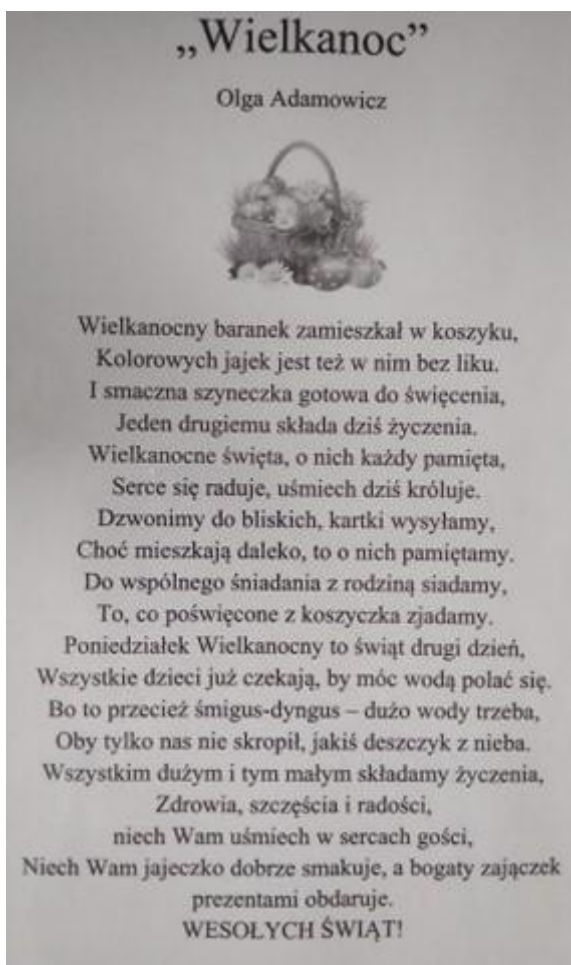 „Wielkanoc”
Olga Adamowicz
Wielkanocny baranek zamieszkał w koszyku,
Kolorowych jajek jest też w nim bez liku.
I smaczna szyneczka gotowa do święcenia,
Jeden drugiemu składa dziś życzenia.
Wielkanocne święta, o nich każdy pamięta,
Serce się raduje, uśmiech dziś króluje.
Dzwonimy do bliskich, kartki wysyłamy,
Choć mieszkają daleko, to o nich pamiętamy.
Do wspólnego śniadania z rodziną siadamy,
To, co poświęcone z koszyczka zjadamy.
Poniedziałek Wielkanocny to świąt drugi dzień,
Wszystkie dzieci już czekają, by móc wodą polać się.
Bo to przecież śmigus-dyngus – dużo wody trzeba,
Oby tylko nas nie skropił, jakiś deszczyk z nieba.
Wszystkim dużym i tym małym składamy życzenia,
Zdrowia, szczęścia i radości,
niech Wam uśmiech w sercach gości,
Niech Wam jajeczko dobrze smakuje, a bogaty zajączek
prezentami obdaruje.
WESOŁYCH ŚWIĄT!